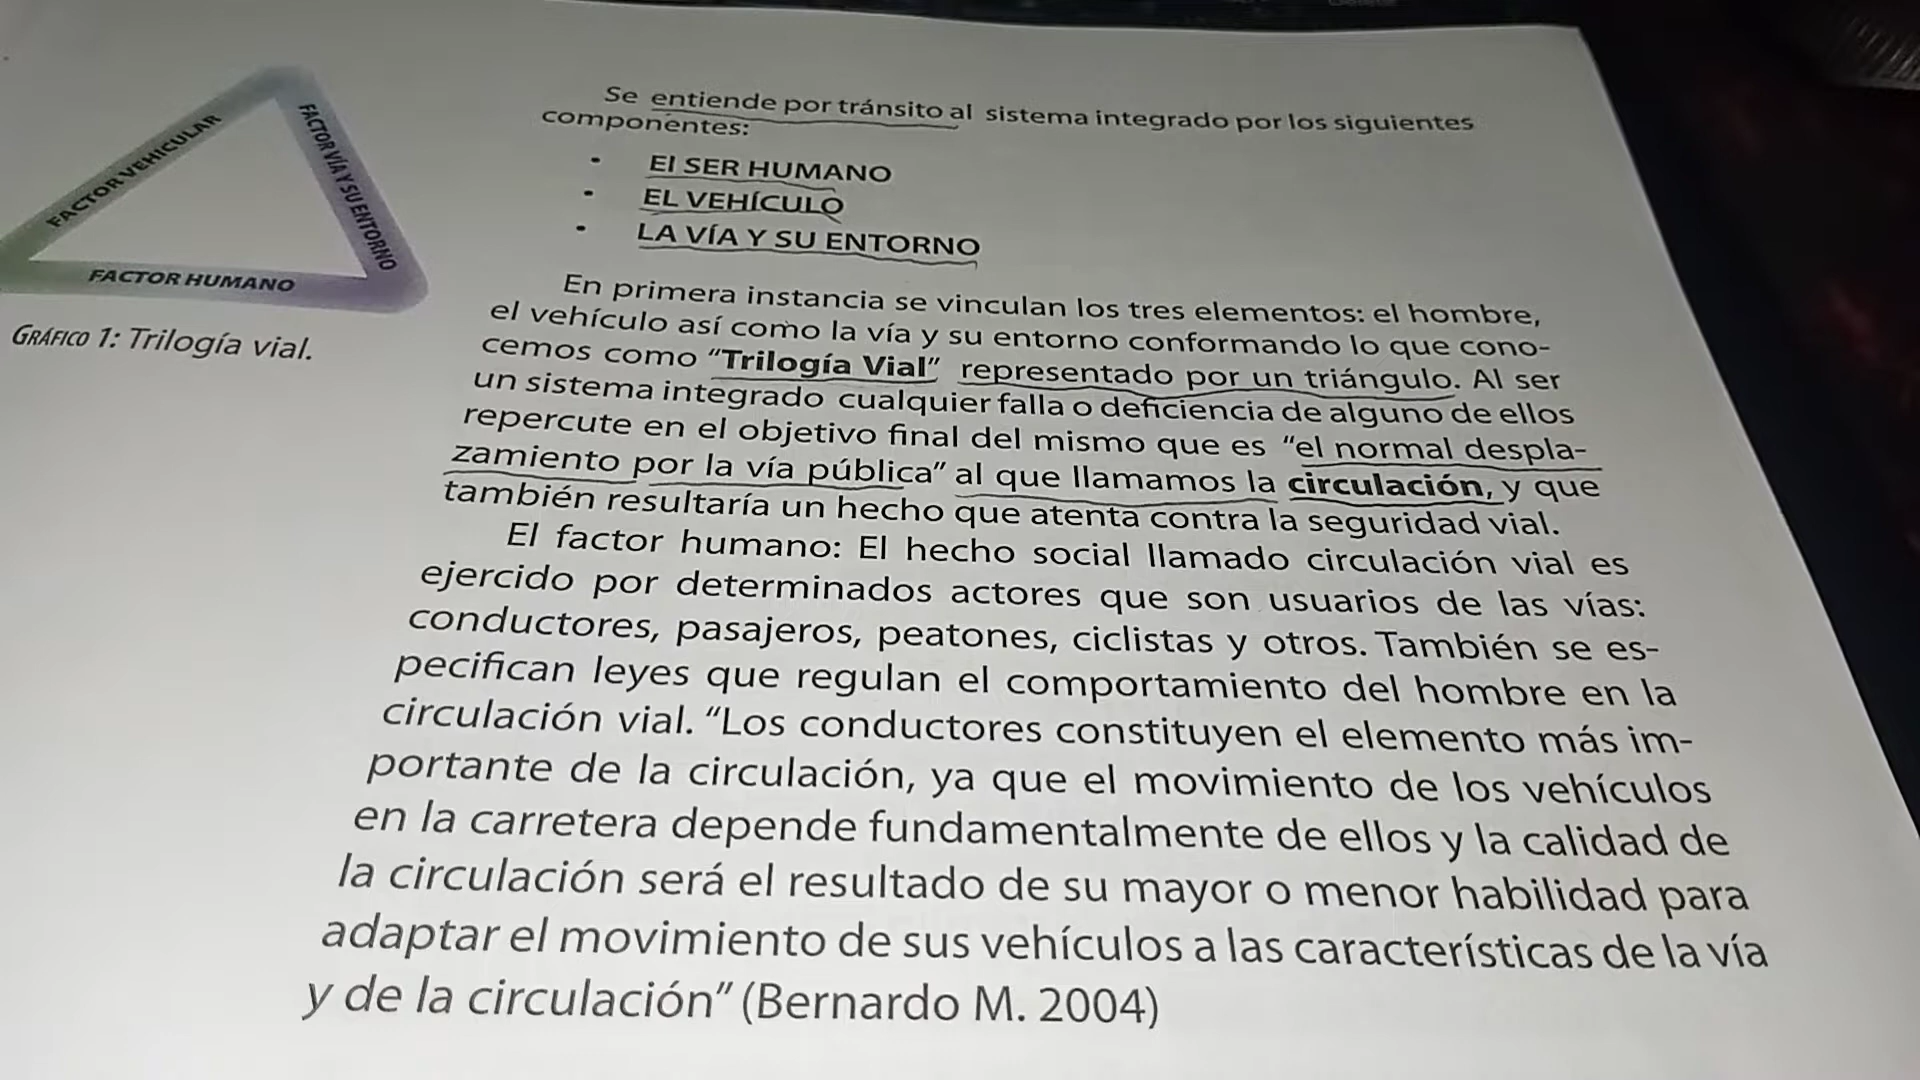 FACTOR VEHICULAR
FACTOR VÍA Y SU ENTORNO
FACTOR HUMANO
GRÁFICO 1: Trilogía vial.
Se entiende por tránsito al sistema integrado por los siguientes
componentes:
• El SER HUMANO
• EL VEHÍCULO
• LA VÍA Y SU ENTORNO
En primera instancia se vinculan los tres elementos: el hombre,
el vehículo así como la vía y su entorno conformando lo que cono-
cemos como “Trilogía Vial” representado por un triángulo. Al ser
un sistema integrado cualquier falla o deficiencia de alguno de ellos
repercute en el objetivo final del mismo que es “el normal despla-
zamiento por la vía pública” al que llamamos la circulación, y que
también resultaría un hecho que atenta contra la seguridad vial.
El factor humano: El hecho social llamado circulación vial es
ejercido por determinados actores que son usuarios de las vías:
conductores, pasajeros, peatones, ciclistas y otros. También se es-
pecifican leyes que regulan el comportamiento del hombre en la
circulación vial. “Los conductores constituyen el elemento más im-
portante de la circulación, ya que el movimiento de los vehículos
en la carretera depende fundamentalmente de ellos y la calidad de
la circulación será el resultado de su mayor o menor habilidad para
adaptar el movimiento de sus vehículos a las características de la vía
y de la circulación” (Bernardo M. 2004)